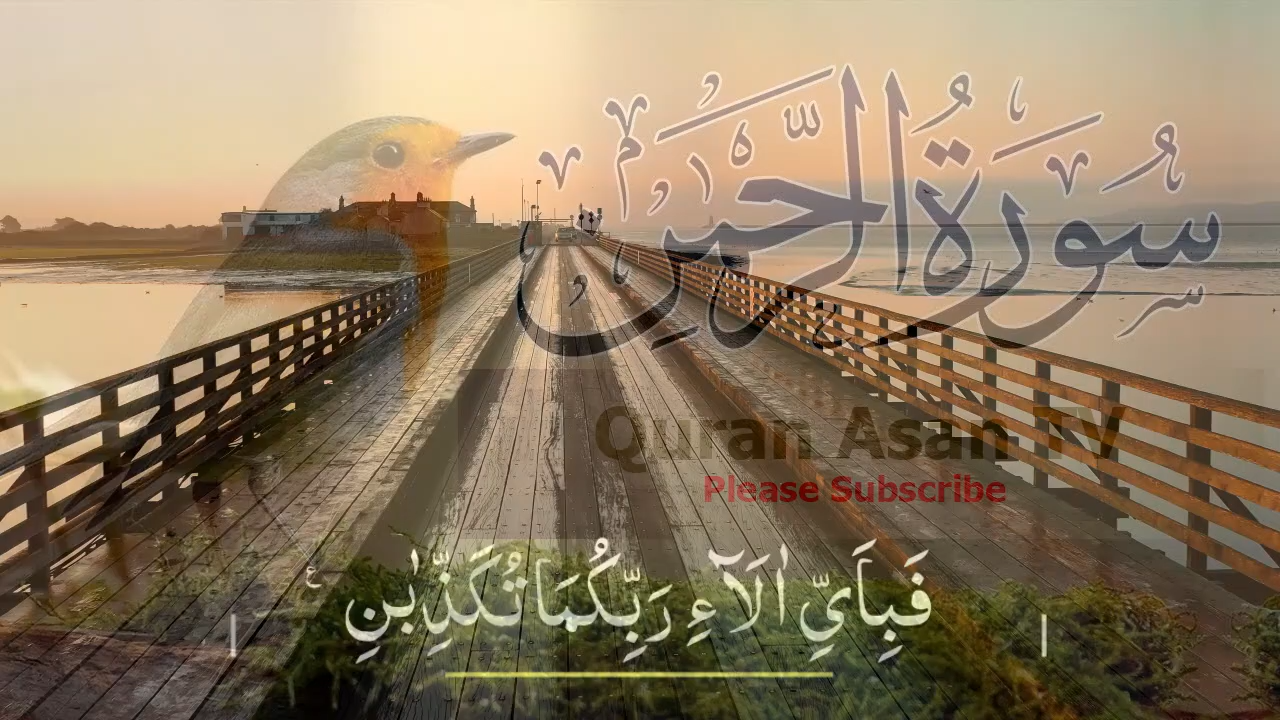 سُورَةُ الرَّحْمٰنِ
Quran Asan TV
Please Subscribe
فَبِاَيِّ اٰلَآءِ رَبِّكُمَا تُكَذِّبٰنِ